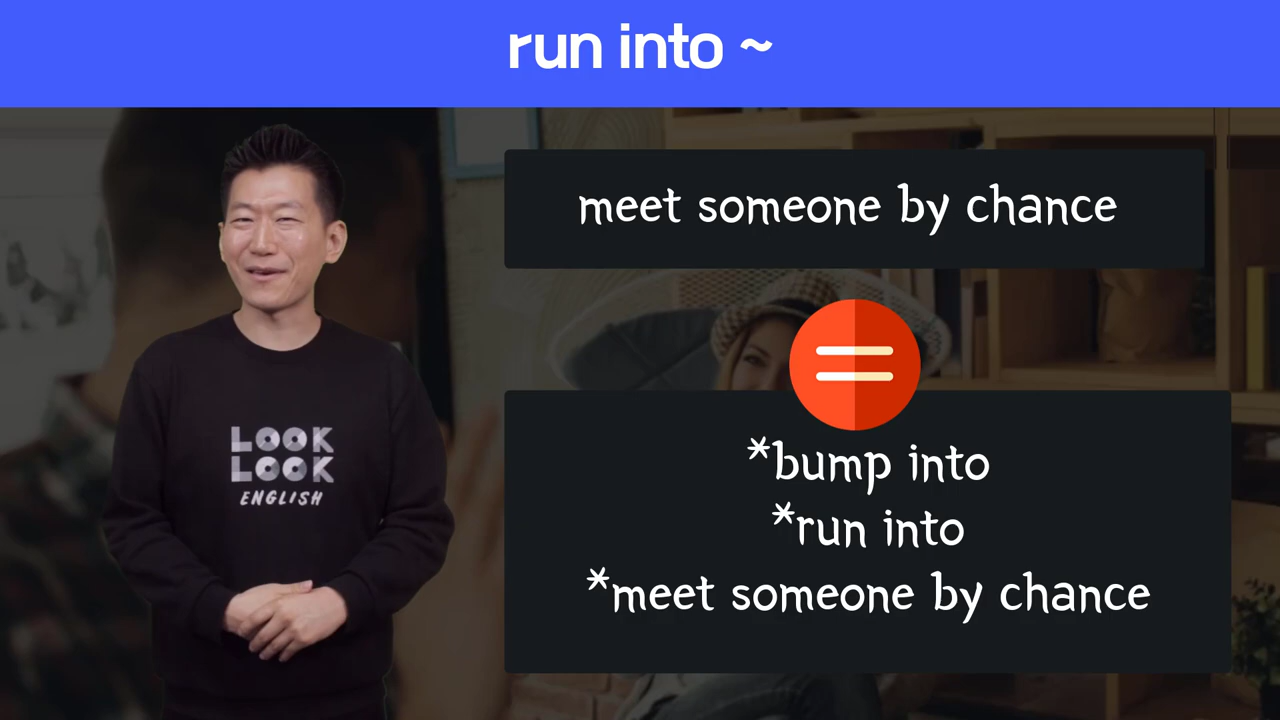 run into ~
meet someone by chance
*bump into
*run into
*meet someone by chance
LOOK
LOOK
ENGLISH